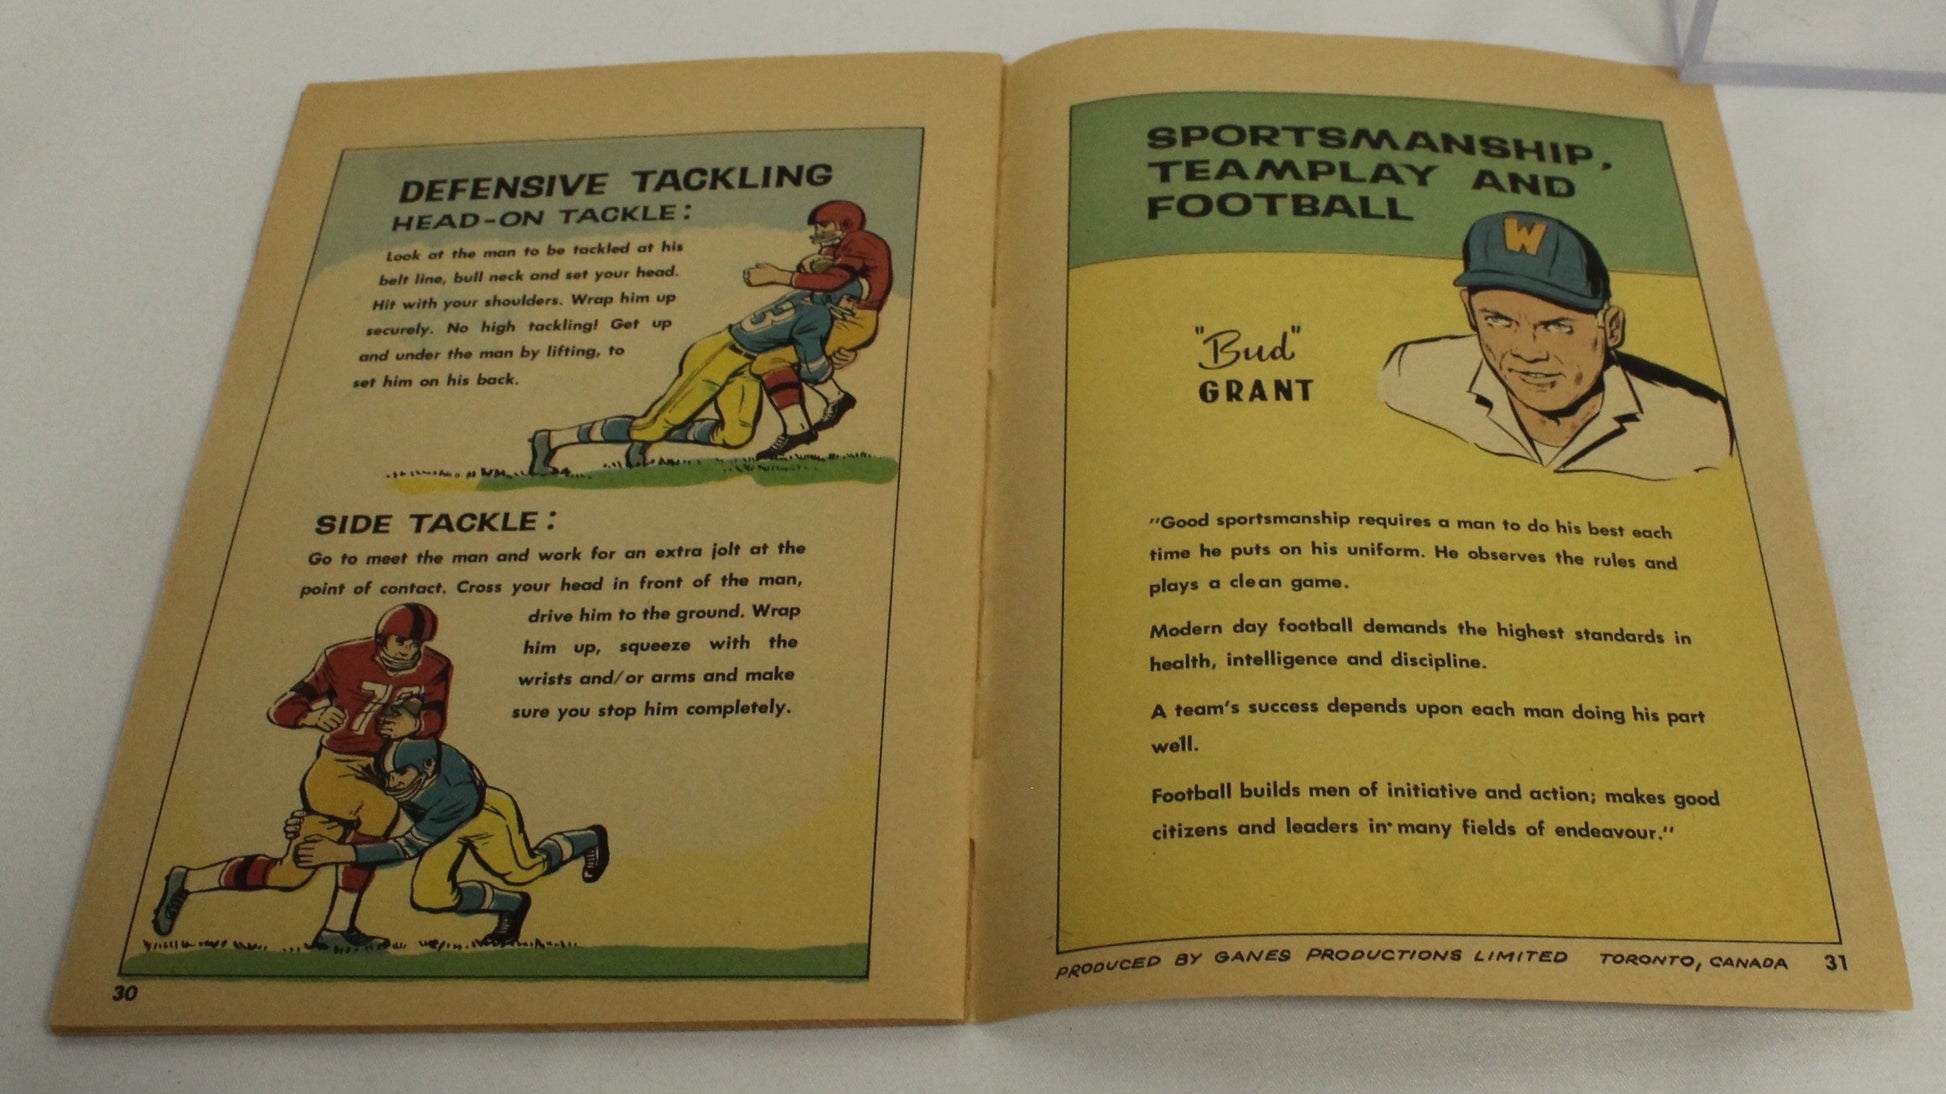 DEFENSIVE TACKLING
HEAD-ON TACKLE:
Look at the man to be tackled at his
belt line, bull neck and set your head.
Hit with your shoulders. Wrap him up
securely. No high tackling! Get up
and under the man by lifting, to
set him on his back.
SIDE TACKLE:
Go to meet the man and work for an extra jolt at the
point of contact. Cross your head in front of the man,
drive him to the ground. Wrap
him up, squeeze with the
wrists and/or arms and make
sure you stop him completely.
30
SPORTSMANSHIP,
TEAMPLAY AND
FOOTBALL
W
"Bud"
GRANT
"Good sportsmanship requires a man to do his best each
time he puts on his uniform. He observes the rules and
plays a clean game.
Modern day football demands the highest standards in
health, intelligence and discipline.
A team's success depends upon each man doing his part
well.
Football builds men of initiative and action; makes good
citizens and leaders in many fields of endeavour."
PRODUCED BY GANES PRODUCTIONS LIMITED TORONTO, CANADA 31